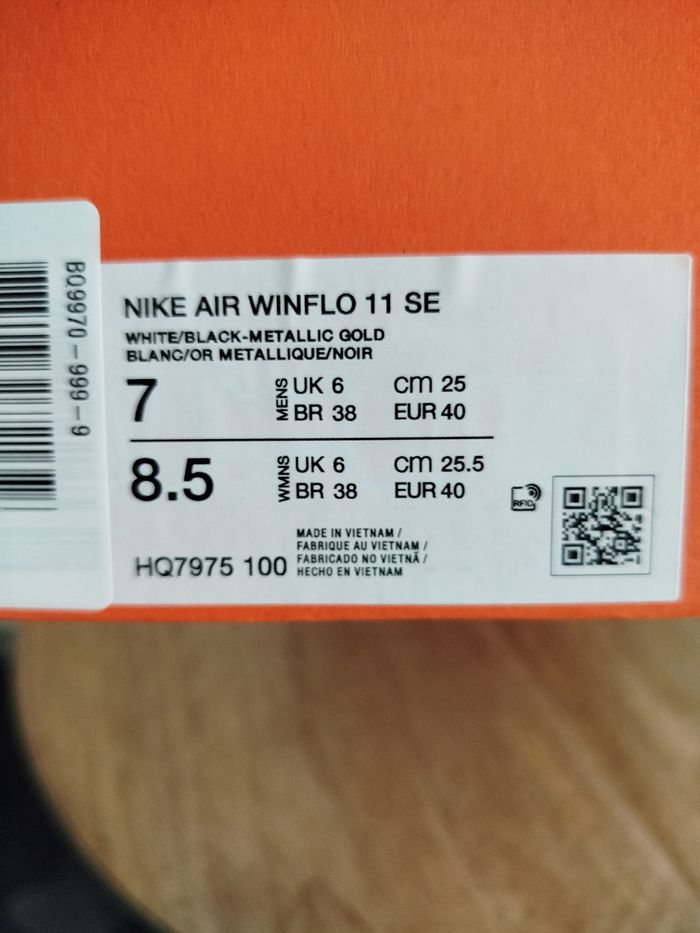 BQ9970-999-9
NIKE AIR WINFLO 11 SE
WHITE/BLACK-METALLIC GOLD
BLANC/OR METALLIQUE/NOIR
7 MENS UK 6 cm 25
BR 38 EUR 40
8.5 WMNS UK 6 cm 25.5
BR 38 EUR 40
RFID
HQ7975 100
MADE IN VIETNAM /
FABRIQUE AU VIETNAM /
FABRICADO NO VIETNÃ /
HECHO EN VIETNAM